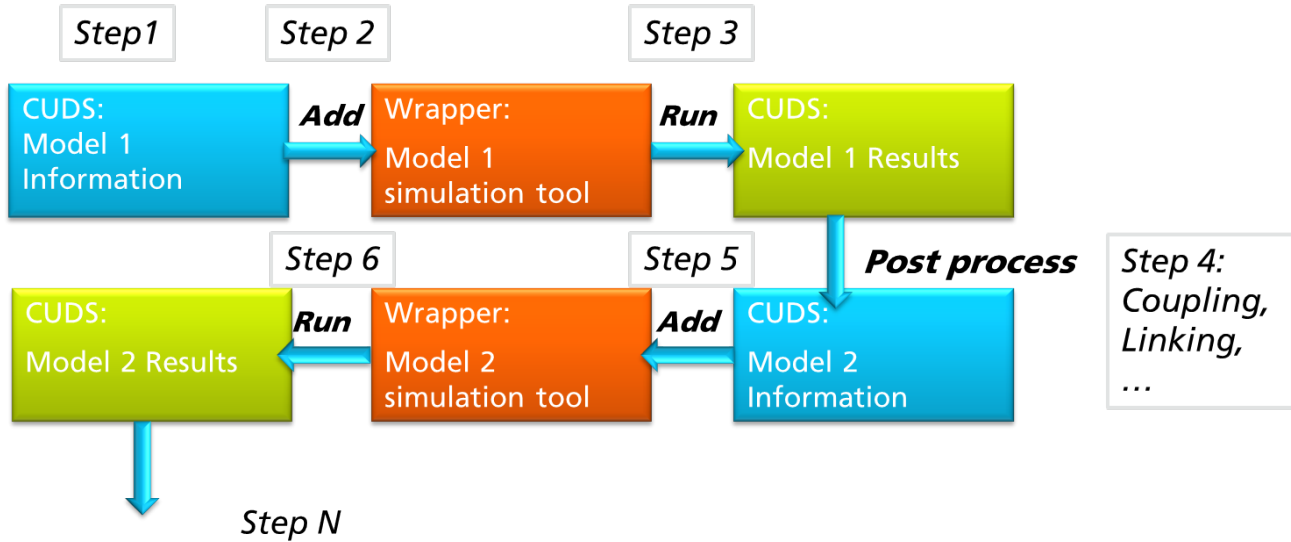 Step1
Step 2
Step 3
CUDS:
Model 1
Information
Add
Wrapper:
Model 1
simulation tool
Run
CUDS:
Model 1 Results
Post process
Step 4:
Coupling,
Linking,
...
Step 6
Step 5
CUDS:
Model 2 Results
Run
Wrapper:
Model 2
simulation tool
Add
CUDS:
Model 2
Information
Step N